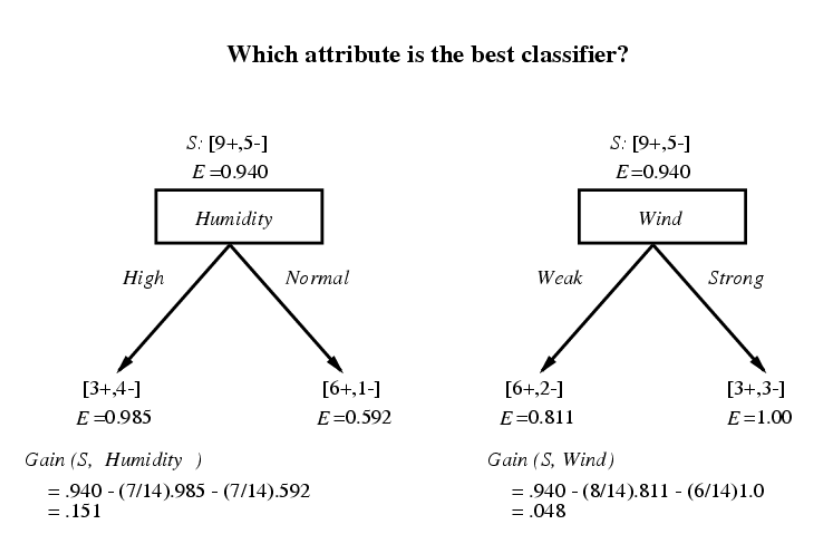 Which attribute is the best classifier?
S: [9+,5-]
E =0.940
Humidity
High
Normal
[3+,4-]
E =0.985
[6+,1-]
E =0.592
Gain (S, Humidity )
= .940 - (7/14).985 - (7/14).592
= .151
S: [9+,5-]
E =0.940
Wind
Weak
Strong
[6+,2-]
E =0.811
[3+,3-]
E =1.00
Gain (S, Wind)
= .940 - (8/14).811 - (6/14)1.0
= .048